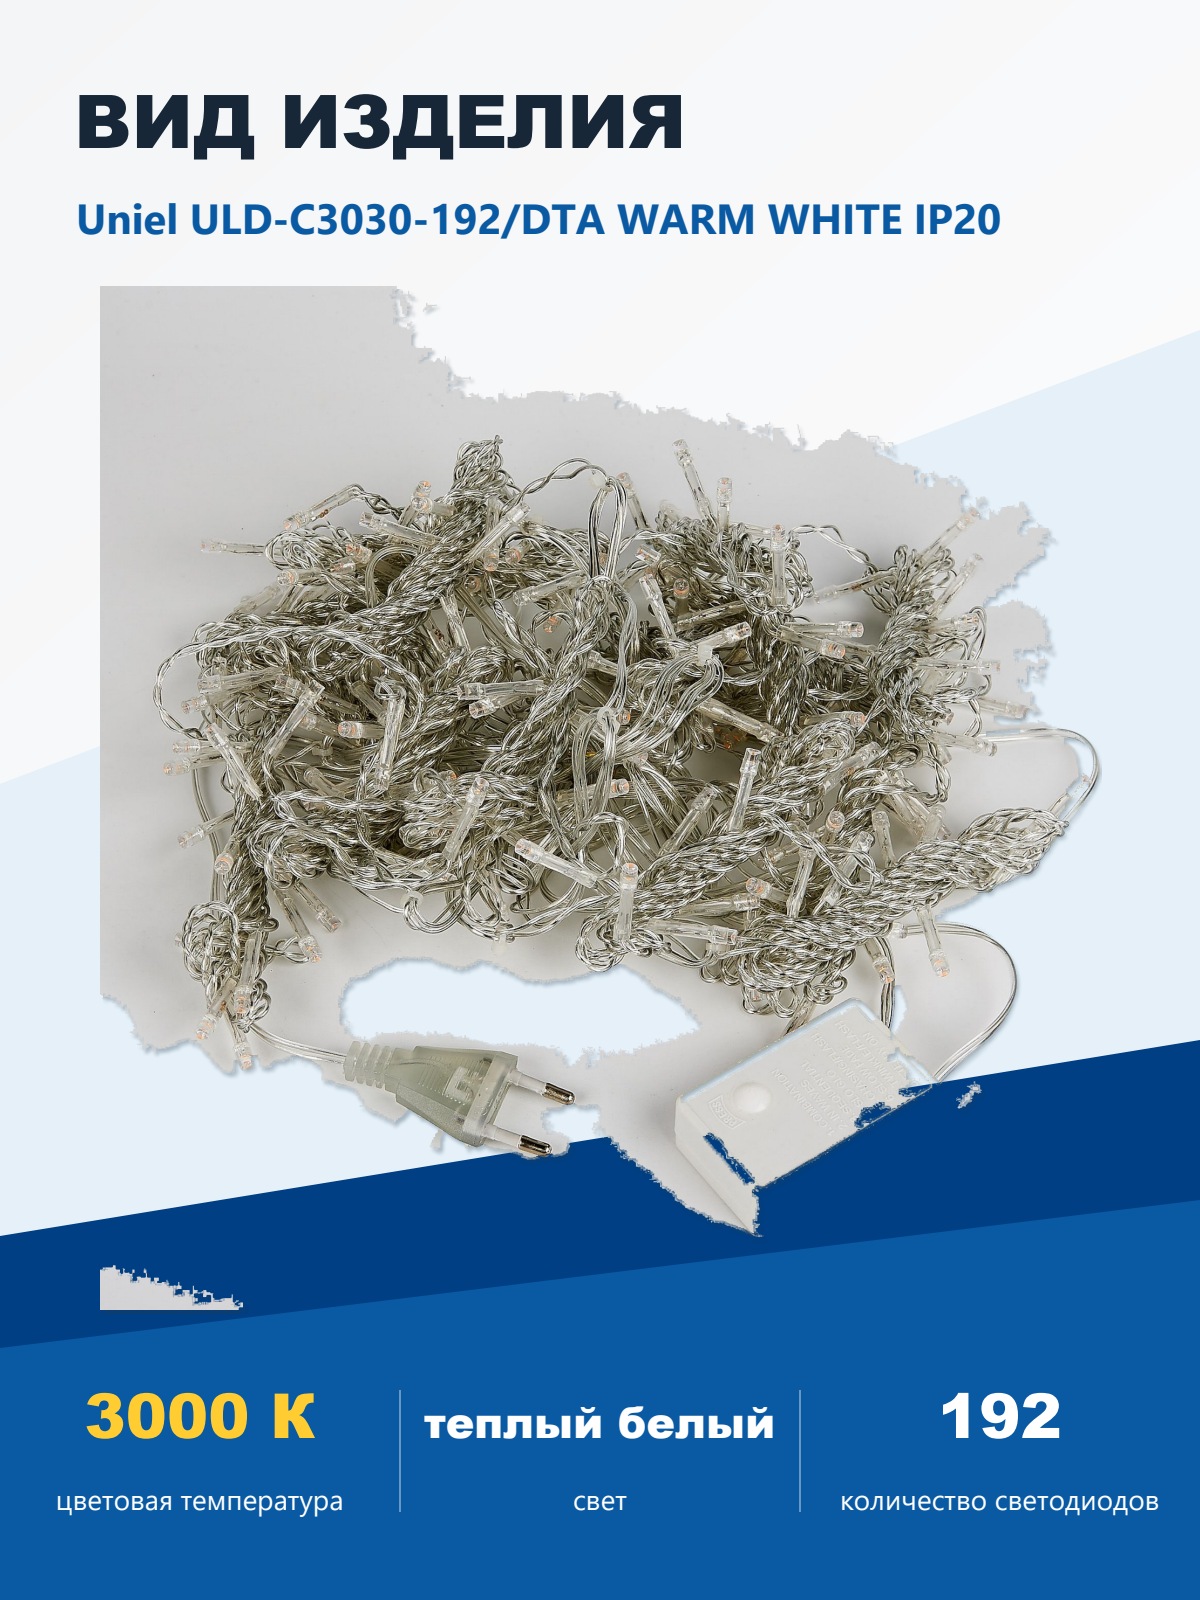 ВИД ИЗДЕЛИЯ
Uniel ULD-C3030-192/DTA WARM WHITE IP20
3000 К
цветовая температура
теплый белый
свет
192
количество светодиодов